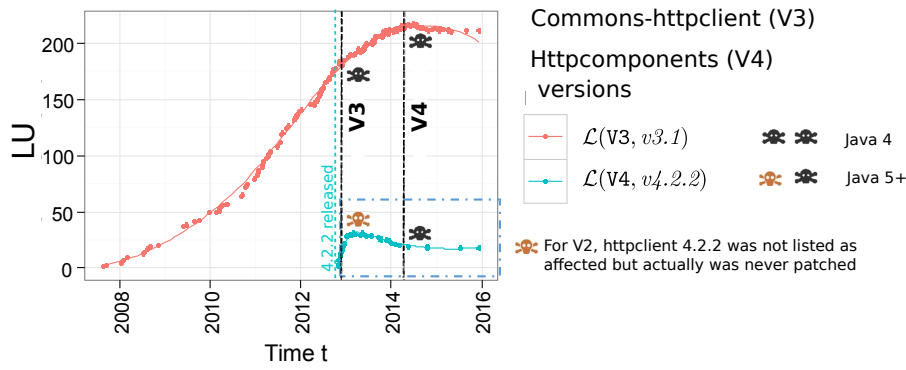 Commons-httpclient (V3)
Httpcomponents (V4)
versions
ℒ(V3, v3.1)
Java 4
ℒ(V4, v4.2.2)
Java 5+
For V2, httpclient 4.2.2 was not listed as
affected but actually was never patched
LU
200
150
100
50
0
4.2.2 released
V3
V4
2008
2010
2011
2012
2013
2014
2016
Time t